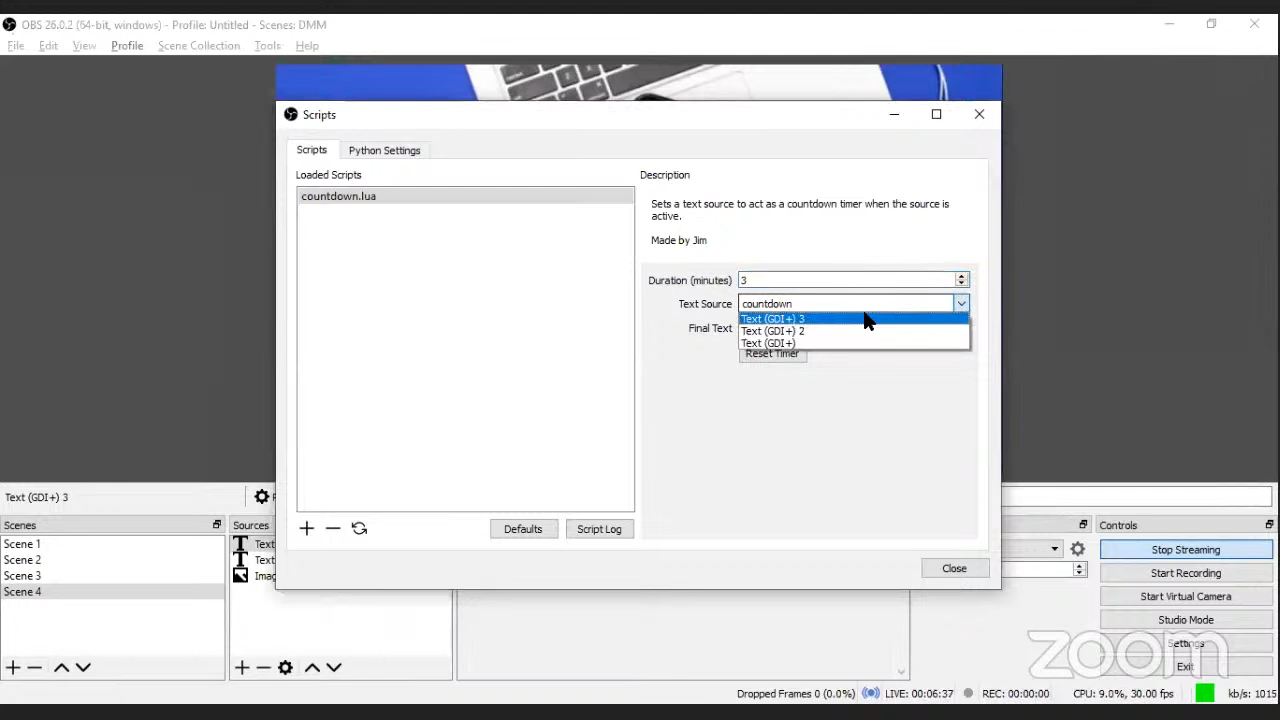 OBS 26.0.2 (64-bit, windows) - Profile: Untitled - Scenes: DMM
File Edit View Profile Scene Collection Tools Help
Scripts
Scripts Python Settings
Loaded Scripts
countdown.lua
Description
Sets a text source to act as a countdown timer when the source is
active.
Made by Jim
Duration (minutes) 3
Text Source countdown
Text (GDI+) 3
Text (GDI+) 2
Text (GDI+)
Final Text
Reset Timer
Defaults Script Log
Close
Text (GDI+) 3
Scenes
Scene 1
Scene 2
Scene 3
Scene 4
Sources
Text
Text
Imag
Controls
Stop Streaming
Start Recording
Start Virtual Camera
Studio Mode
Settings
Exit
zoom
Dropped Frames 0 (0.0%) LIVE: 00:06:37 REC: 00:00:00 CPU: 9.0%, 30.00 fps kb/s: 1015